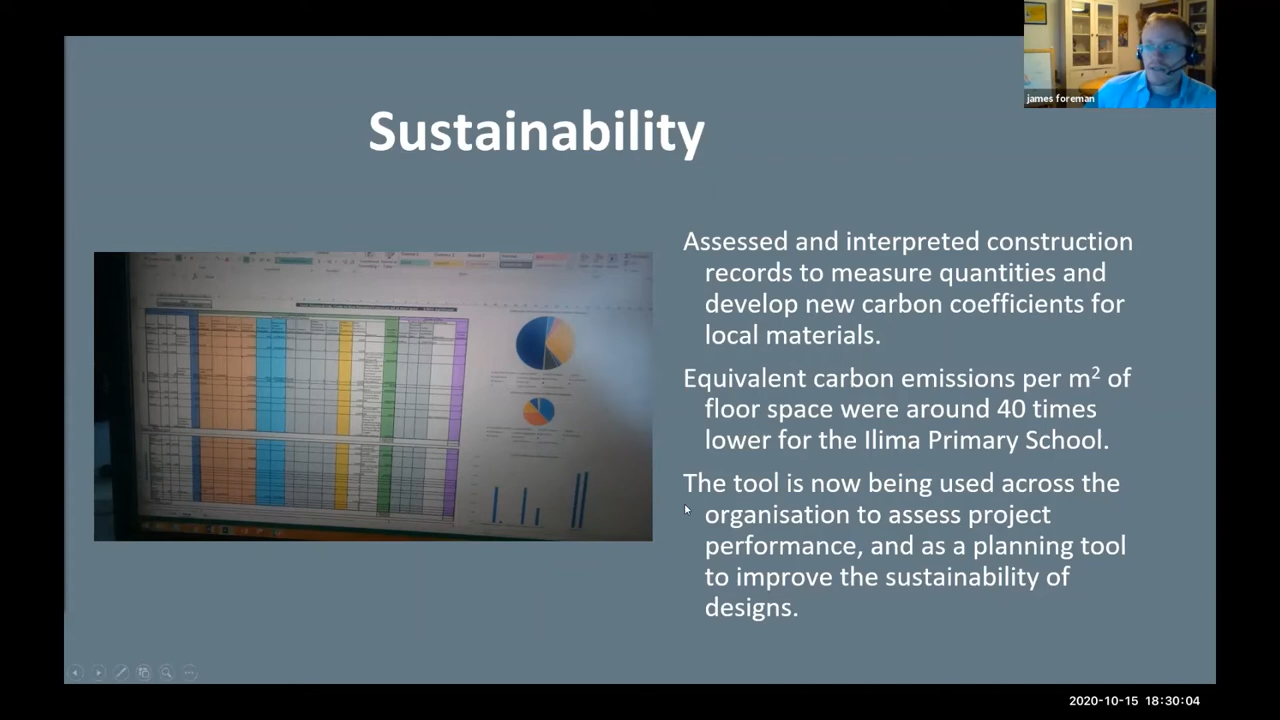 james foreman
Sustainability
Assessed and interpreted construction
records to measure quantities and
develop new carbon coefficients for
local materials.
Equivalent carbon emissions per m² of
floor space were around 40 times
lower for the Ilima Primary School.
The tool is now being used across the
organisation to assess project
performance, and as a planning tool
to improve the sustainability of
designs.
2020-10-15 18:30:04